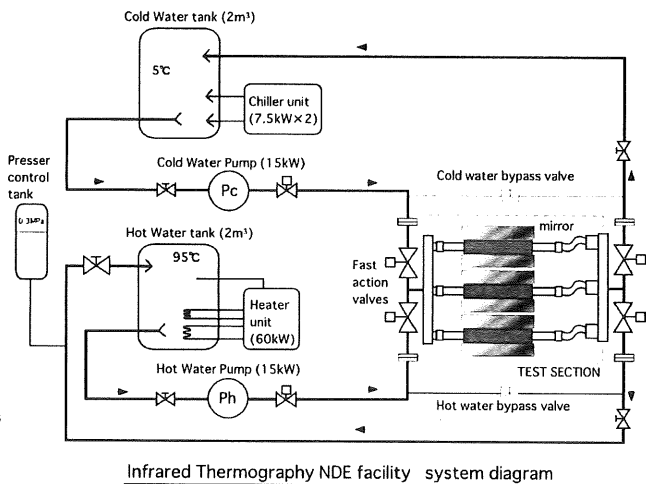 Cold Water tank (2m³)
5℃
Chiller unit
(7.5kW×2)
Presser
control
tank
0.3MPa
Cold Water Pump (15kW)
Pc
Cold water bypass valve
Hot Water tank (2m³)
95℃
mirror
Fast
action
valves
Heater
unit
(60kW)
Hot Water Pump (15kW)
Ph
TEST SECTION
Hot water bypass valve
s
Infrared Thermography NDE facility system diagram